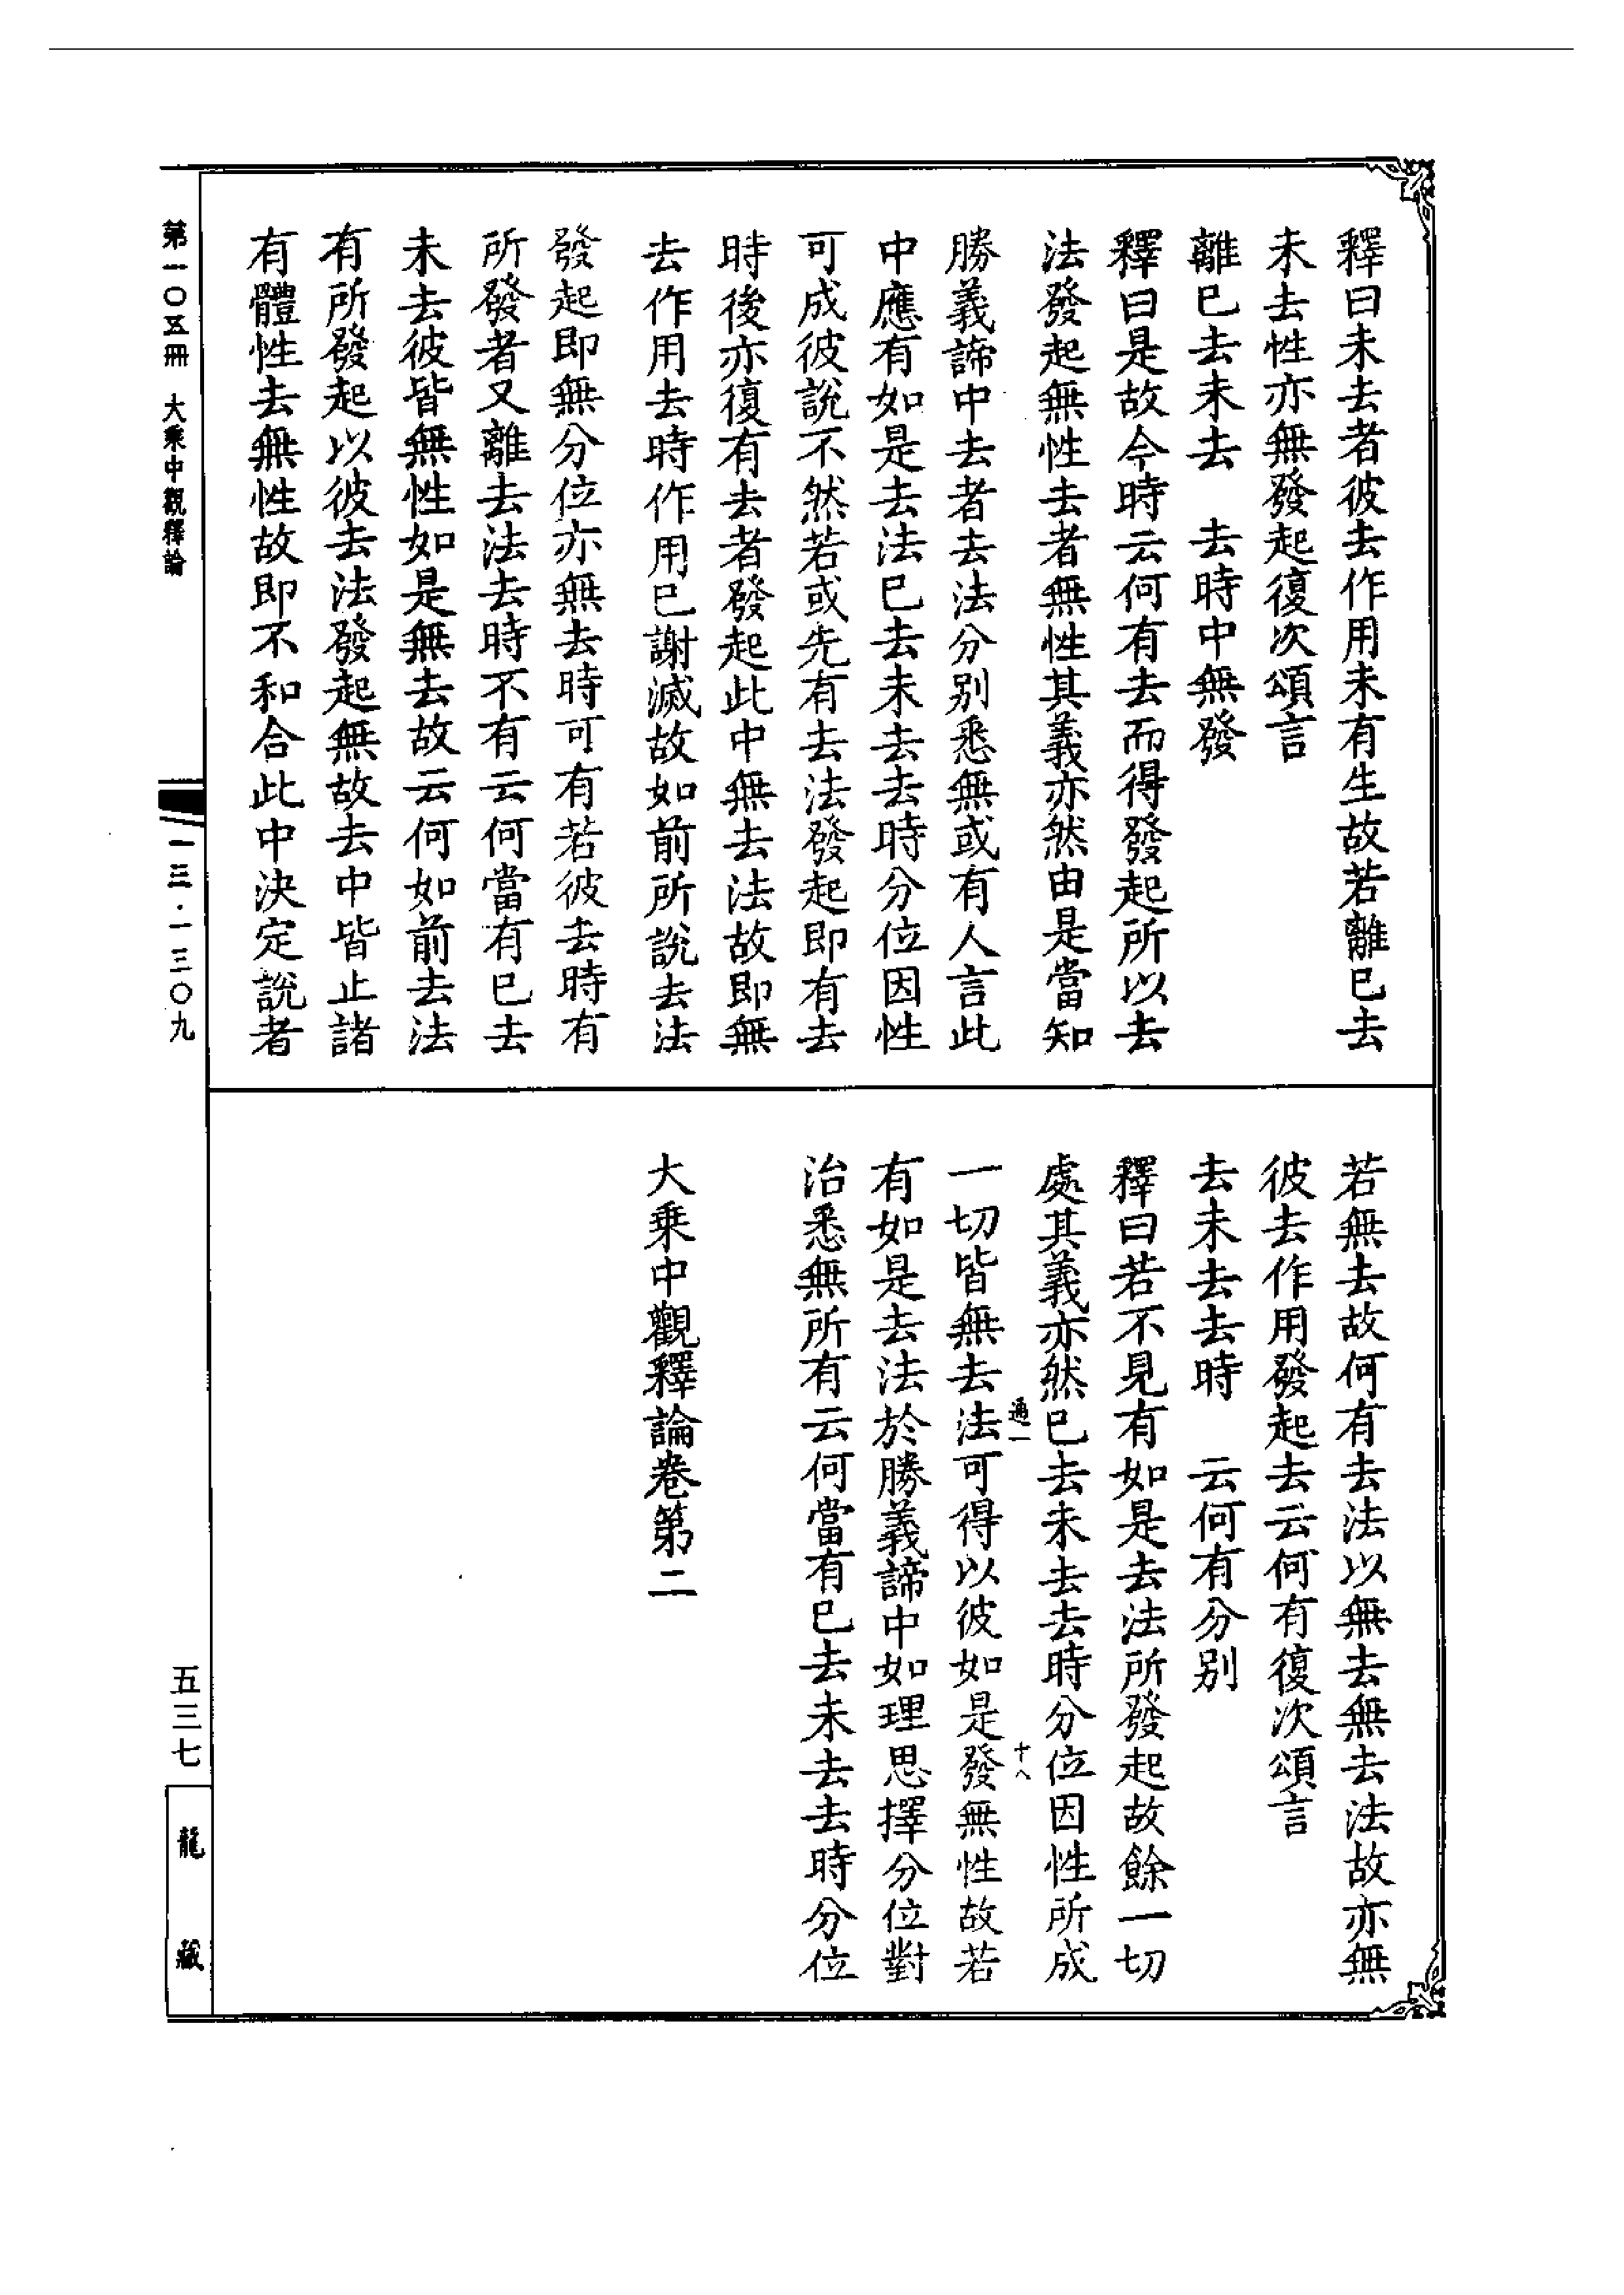 釋曰未去者彼去作用未有生故若離已去
未去性亦無發起復次頌言
離已去未去　去時中無發
釋曰是故今時云何有去而得發起所以去
法發起無性去者無性其義亦然由是當知
勝義諦中去者去法分別悉無或有人言此
中應有如是去法已去未去去時分位因性
可成彼說不然若或先有去法發起即有去
時後亦復有去者發起此中無去法故即無
去作用去時作用已謝滅故如前所說去法
發起即無分位亦無去時可有若彼去時有
所發者又離去法去時不有云何當有已去
未去彼皆無性如是無去故云何如前去法
有所發起以彼去法發起無故去中皆止諸
有體性去無性故即不和合此中決定說者
若無去故何有去法以無去無去法故亦無
彼去作用發起去云何有復次頌言
去未去去時　云何有分別
釋曰若不見有如是去法所發起故餘一切
處其義亦然已去未去去時分位因性所成
通一　十八
一切皆無去法可得以彼如是發無性故若
有如是去法於勝義諦中如理思擇分位對
治悉無所有云何當有已去未去去時分位
大乘中觀釋論卷第二
第一〇五冊　大乘中觀釋論
一三·一三〇九
五三七
龍藏